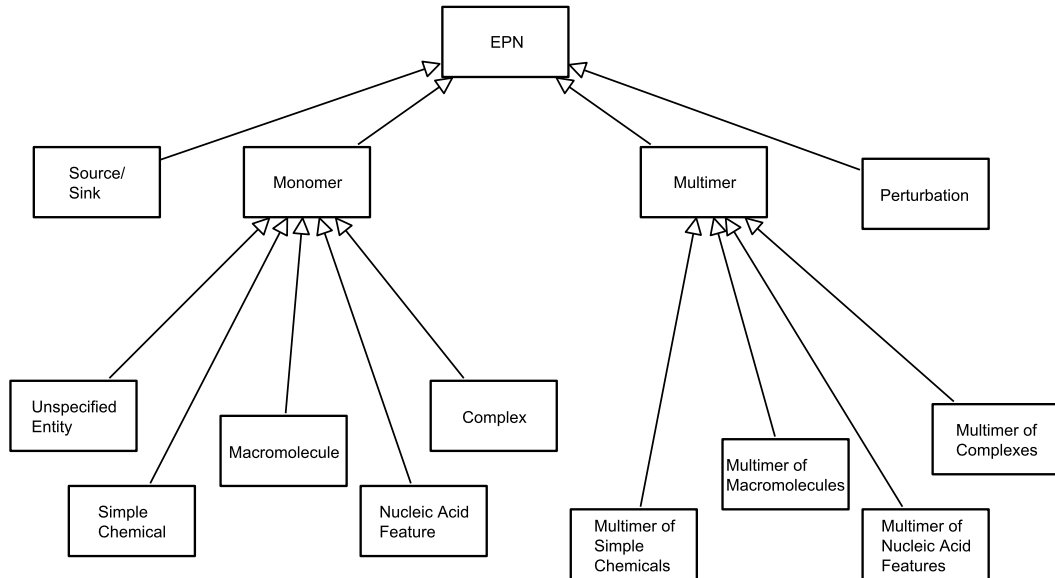 EPN
Source/
Sink
Monomer
Multimer
Perturbation
Unspecified
Entity
Simple
Chemical
Macromolecule
Nucleic Acid
Feature
Complex
Multimer of
Simple
Chemicals
Multimer of
Macromolecules
Multimer of
Nucleic Acid
Features
Multimer of
Complexes